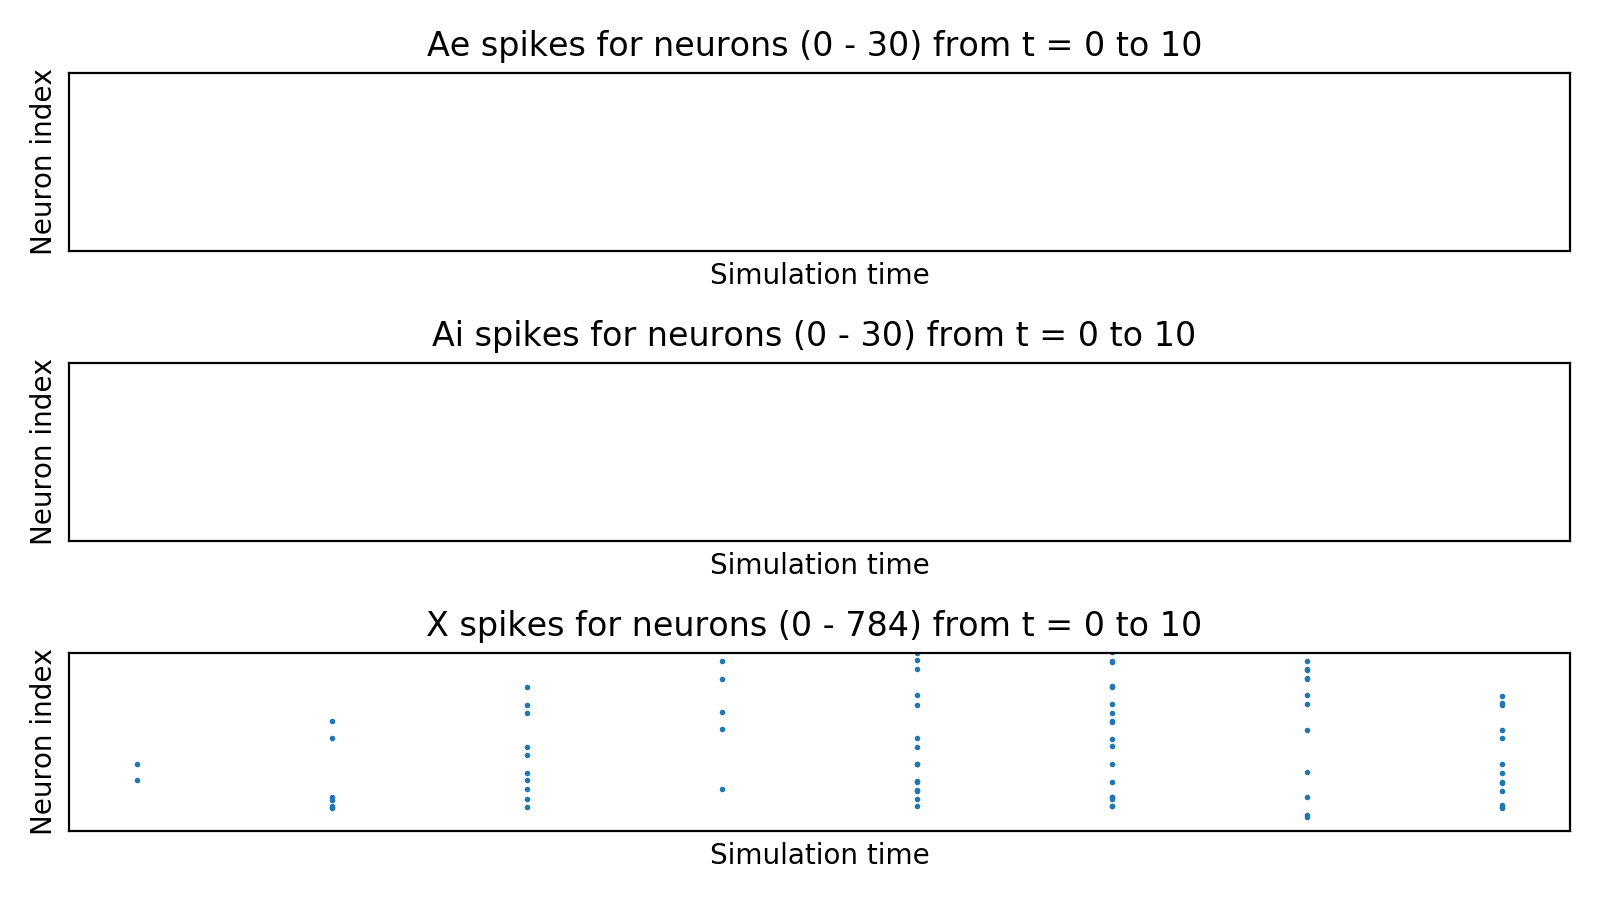 Ae spikes for neurons (0 - 30) from t = 0 to 10
Neuron index
Simulation time
Ai spikes for neurons (0 - 30) from t = 0 to 10
Neuron index
Simulation time
X spikes for neurons (0 - 784) from t = 0 to 10
Neuron index
Simulation time